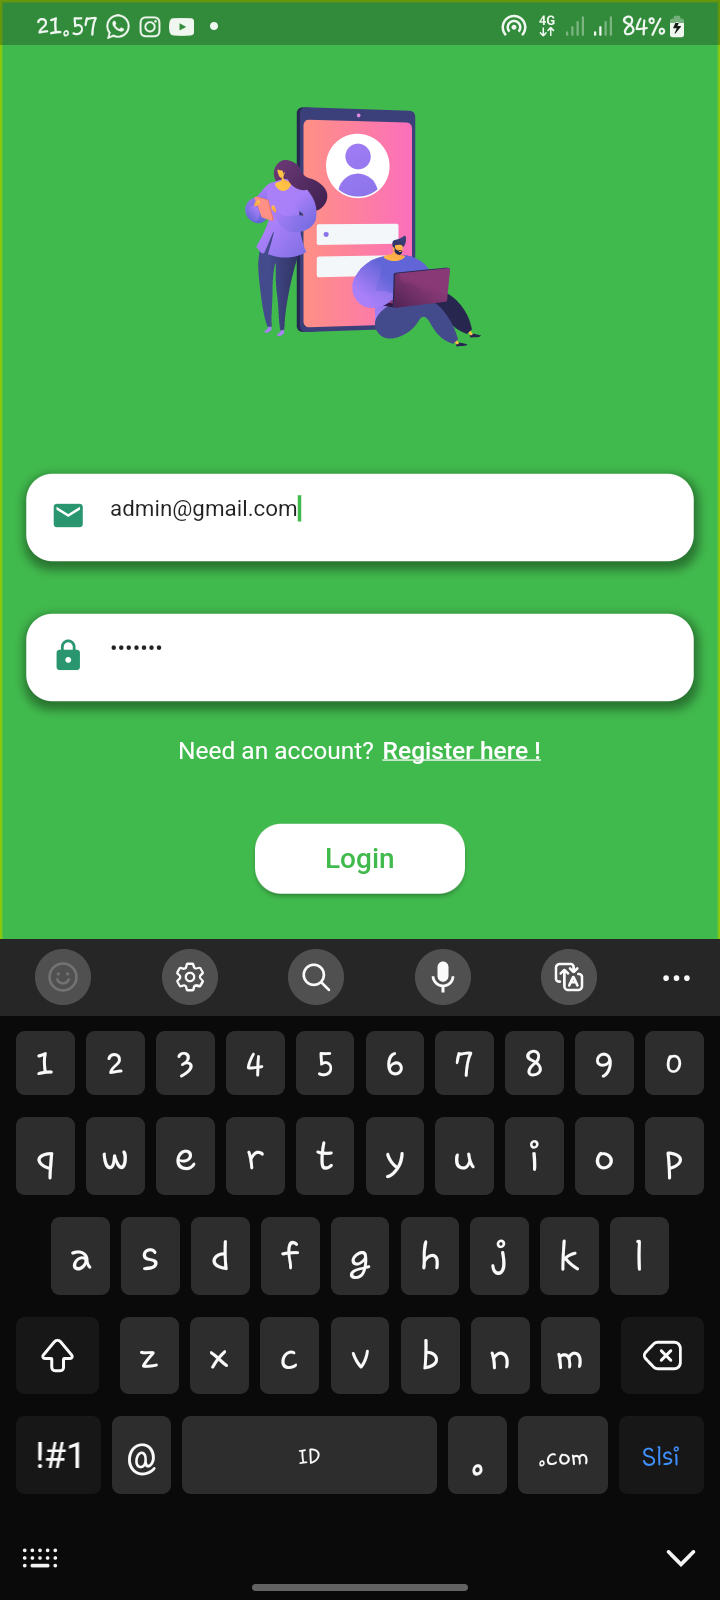 21.57 4G 84%
admin@gmail.com
•••••••
Need an account? Register here !
Login
1 2 3 4 5 6 7 8 9 0
q w e r t y u i o p
a s d f g h j k l
z x c v b n m
!#1 @ ID . .com Slsi